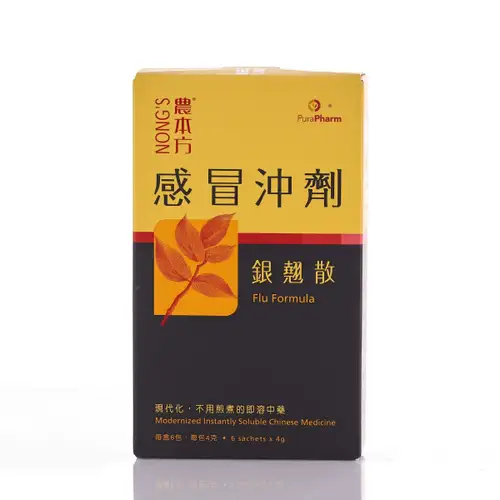 農本方®
NONG'S
PuraPharm
感冒沖劑
銀翹散
Flu Formula
現代化，不用煎煮的即溶中藥
Modernized Instantly Soluble Chinese Medicine
每盒6包，每包4克 • 6 sachets x 4g